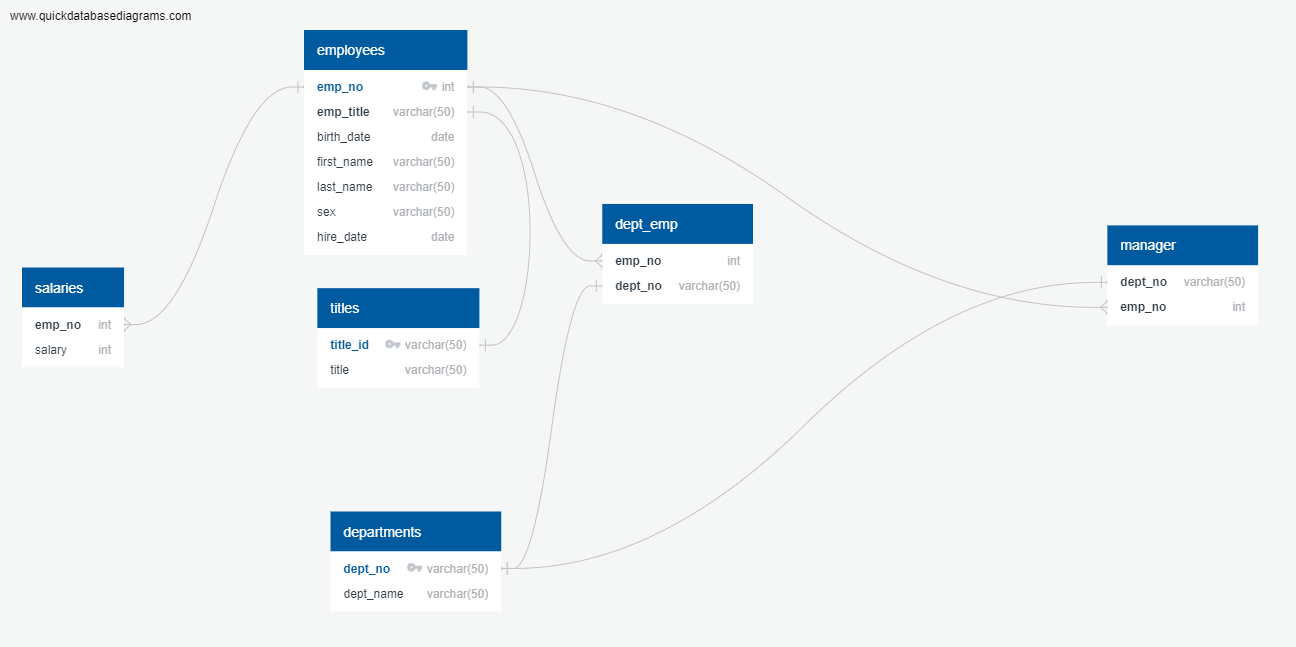 www.quickdatabasediagrams.com
employees
emp_no int
emp_title varchar(50)
birth_date date
first_name varchar(50)
last_name varchar(50)
sex varchar(50)
hire_date date
dept_emp
emp_no int
dept_no varchar(50)
manager
dept_no varchar(50)
emp_no int
salaries
emp_no int
salary int
titles
title_id varchar(50)
title varchar(50)
departments
dept_no varchar(50)
dept_name varchar(50)